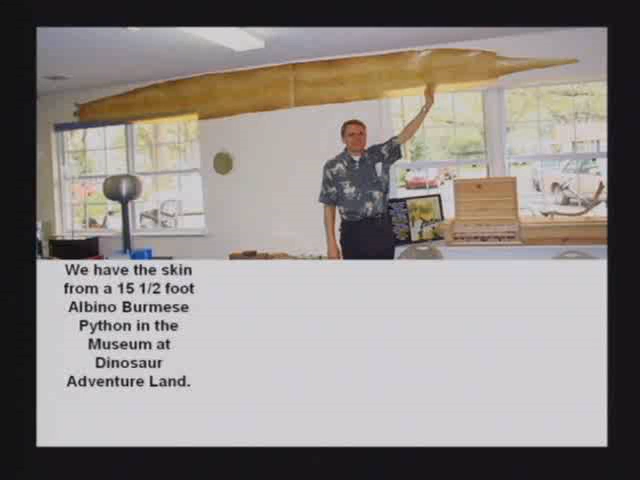 We have the skin
from a 15 1/2 foot
Albino Burmese
Python in the
Museum at
Dinosaur
Adventure Land.